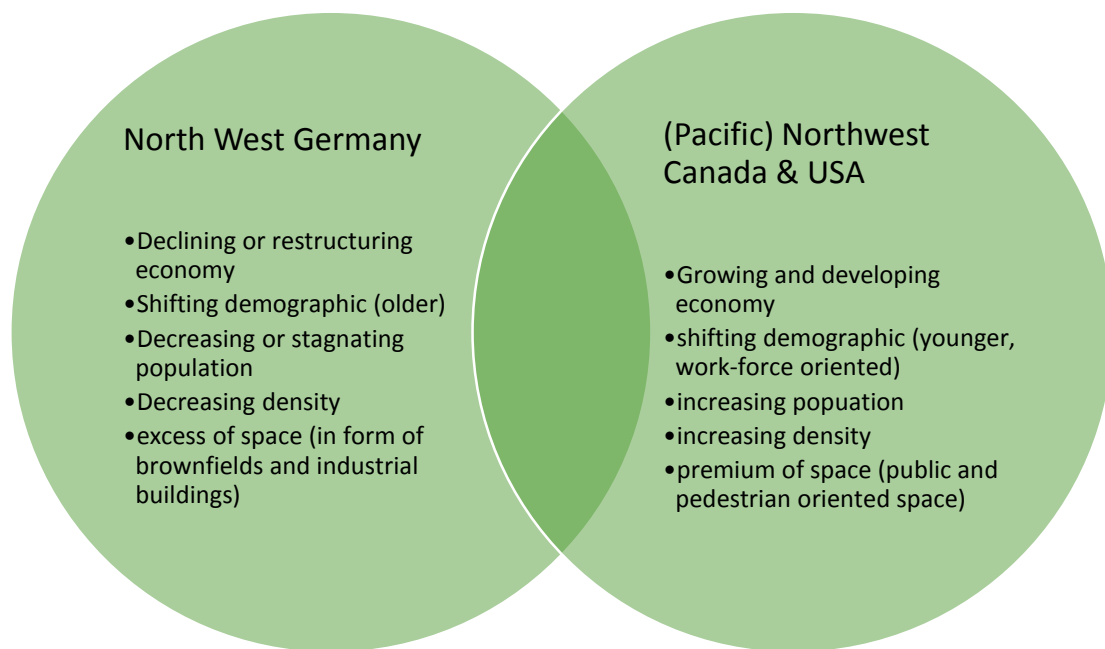 North West Germany
•Declining or restructuring
economy
•Shifting demographic (older)
•Decreasing or stagnating
population
•Decreasing density
•excess of space (in form of
brownfields and industrial
buildings)
(Pacific) Northwest
Canada & USA
•Growing and developing
economy
•shifting demographic (younger,
work-force oriented)
•increasing popuation
•increasing density
•premium of space (public and
pedestrian oriented space)